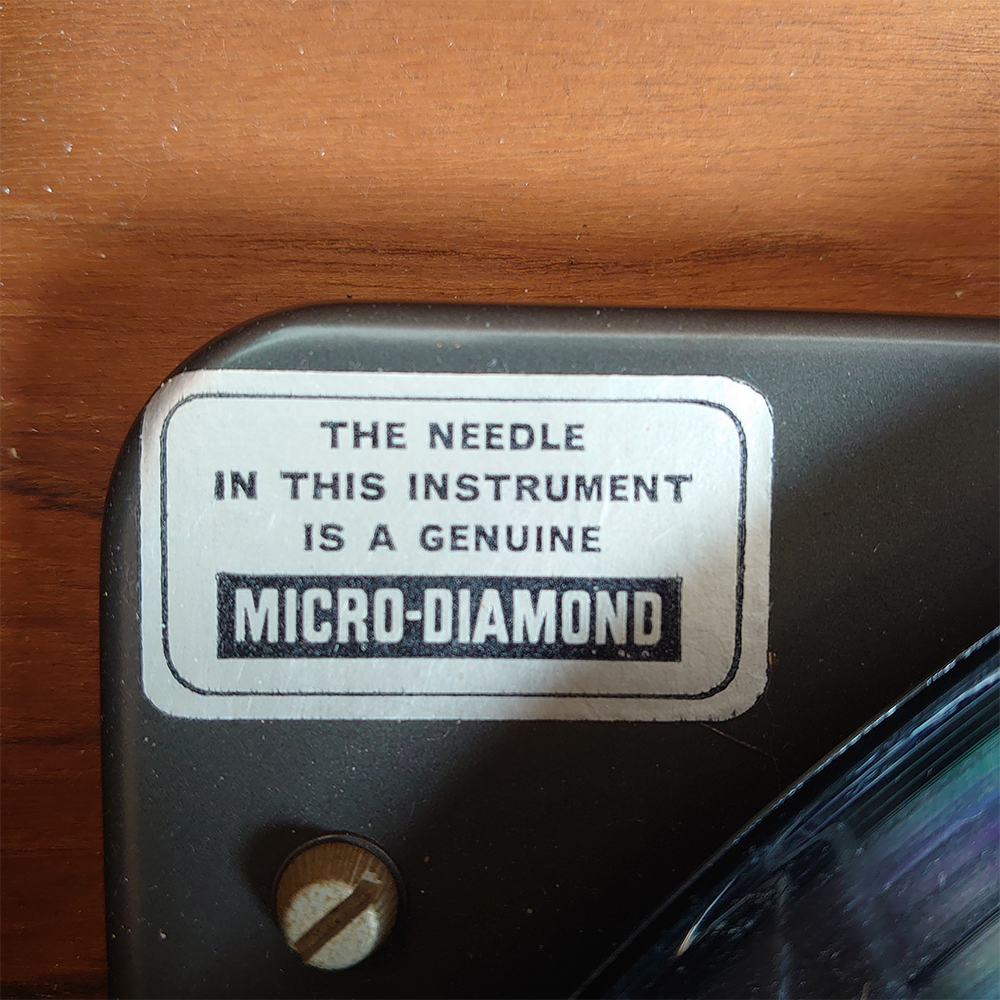 THE NEEDLE
IN THIS INSTRUMENT
IS A GENUINE
MICRO-DIAMOND